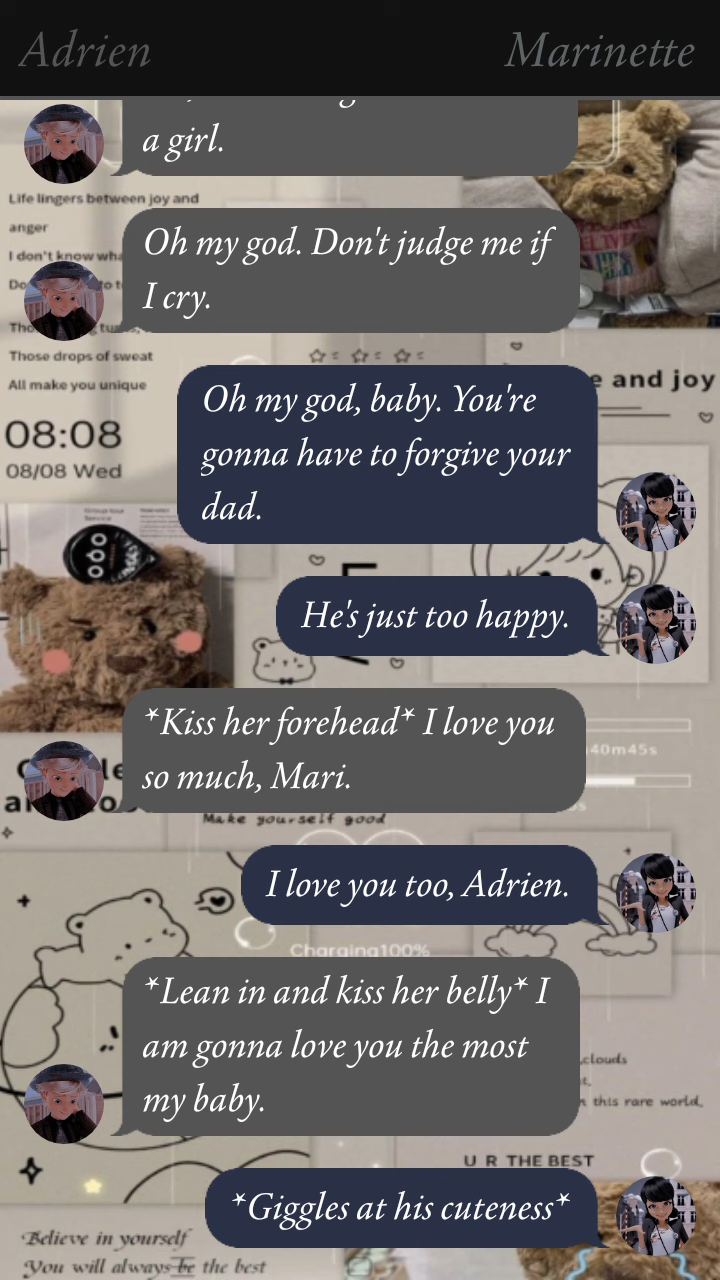 Adrien
Marinette
a girl.
Life lingers between joy and
anger
Oh my god. Don't judge me if
I cry.
I don't know
Those drops of sweat
All make you unique
08:08
08/08 Wed
Oh my god, baby. You're
gonna have to forgive your
dad.
and joy
He's just too happy.
*Kiss her forehead* I love you
so much, Mari.
40m45s
Make yourself good
I love you too, Adrien.
Charging100%
*Lean in and kiss her belly* I
am gonna love you the most
my baby.
clouds
this rare world.
U R THE BEST
*Giggles at his cuteness*
Believe in yourself
You will always be the best